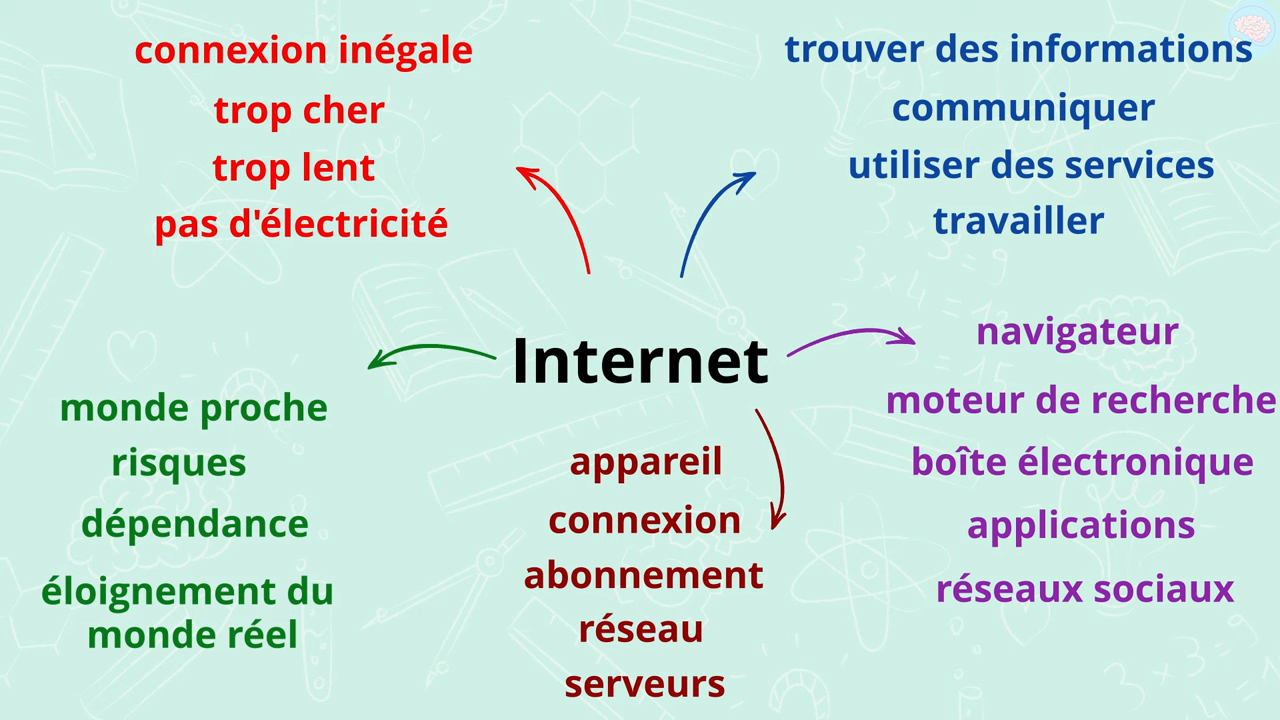 connexion inégale
trop cher
trop lent
pas d'électricité
trouver des informations
communiquer
utiliser des services
travailler
Internet
navigateur
moteur de recherche
boîte électronique
applications
réseaux sociaux
monde proche
risques
dépendance
éloignement du
monde réel
appareil
connexion
abonnement
réseau
serveurs